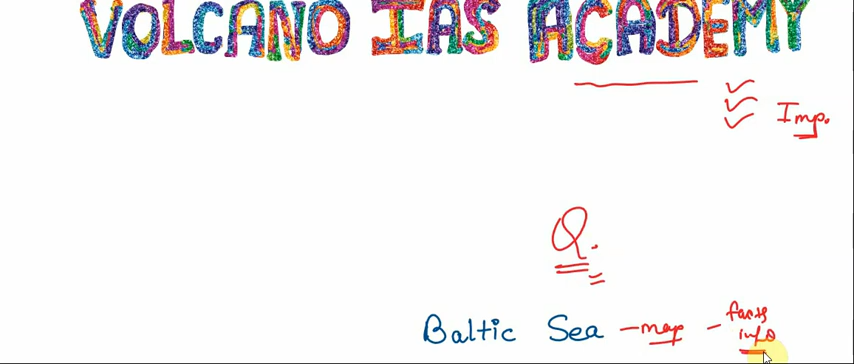 VOLCANO IAS ACADEMY
Imp.
Q.
Baltic Sea - map - facts
info